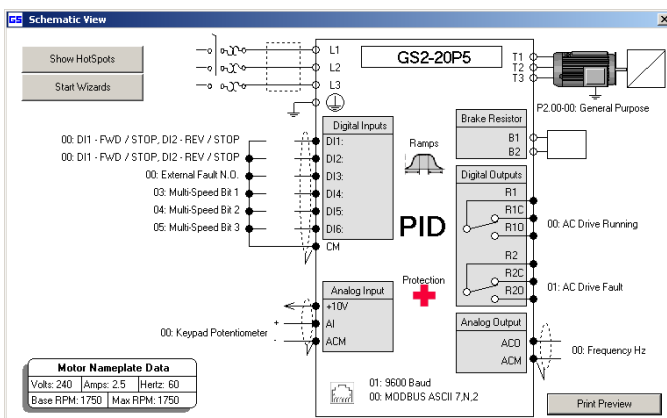 GS Schematic View
Show HotSpots
Start Wizards
L1
L2
L3
GS2-20P5
T1
T2
T3
P2.00-00: General Purpose
Digital Inputs
00: DI1 - FWD / STOP, DI2 - REV / STOP
DI1:
00: DI1 - FWD / STOP, DI2 - REV / STOP
DI2:
00: External Fault N.O.
DI3:
03: Multi-Speed Bit 1
DI4:
04: Multi-Speed Bit 2
DI5:
05: Multi-Speed Bit 3
DI6:
CM
Ramps
PID
Protection
Brake Resistor
B1
B2
Digital Outputs
R1
R1C
R1O
00: AC Drive Running
R2
R2C
R2O
01: AC Drive Fault
Analog Input
+10V
+
AI
00: Keypad Potentiometer
-
ACM
Analog Output
ACO
ACM
00: Frequency Hz
Motor Nameplate Data
Volts: 240 Amps: 2.5 Hertz: 60
Base RPM: 1750 Max RPM: 1750
01: 9600 Baud
00: MODBUS ASCII 7,N,2
Print Preview